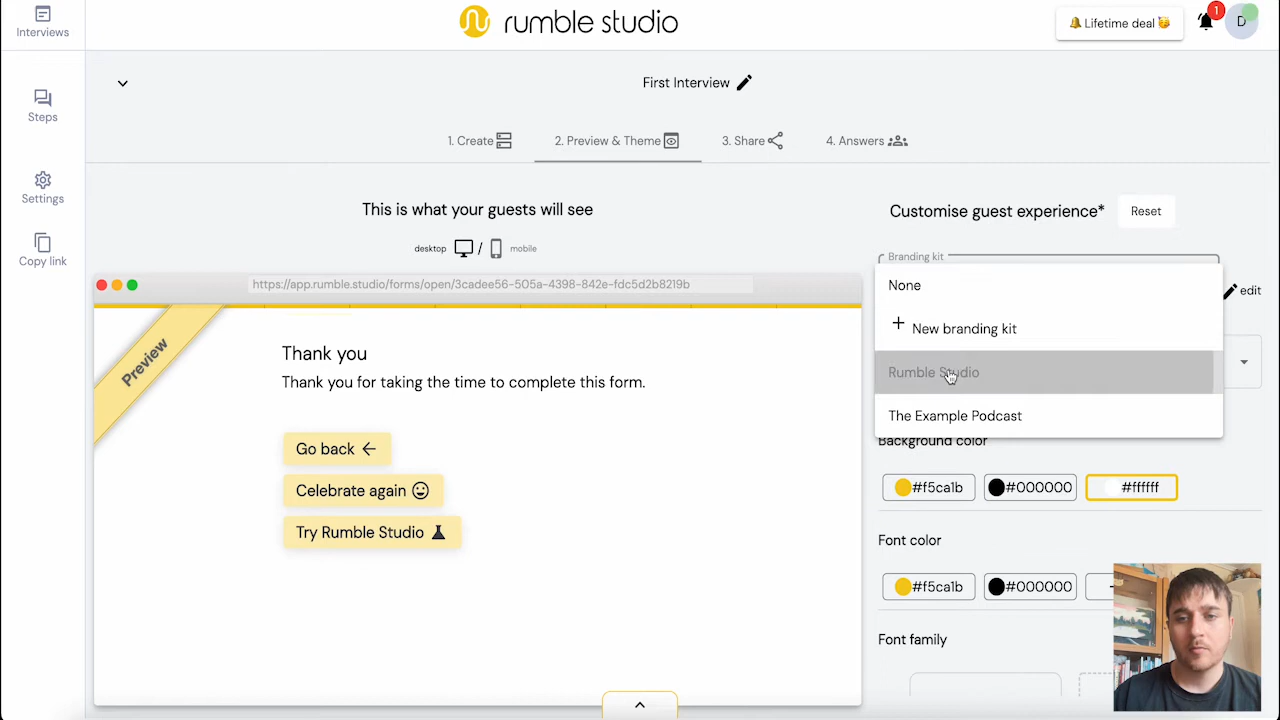 Interviews
rumble studio
🔔 Lifetime deal 🥳
1
D
Steps
Settings
Copy link
First Interview
1. Create
2. Preview & Theme
3. Share
4. Answers
This is what your guests will see
desktop / mobile
https://app.rumble.studio/forms/open/3cadee56-505a-4398-842e-fdc5d2b8219b
Preview
Thank you
Thank you for taking the time to complete this form.
Go back
Celebrate again
Try Rumble Studio
Customise guest experience*
Reset
Branding kit
None
edit
+ New branding kit
Rumble Studio
The Example Podcast
Background color
#f5ca1b #000000 #ffffff
Font color
#f5ca1b #000000
Font family